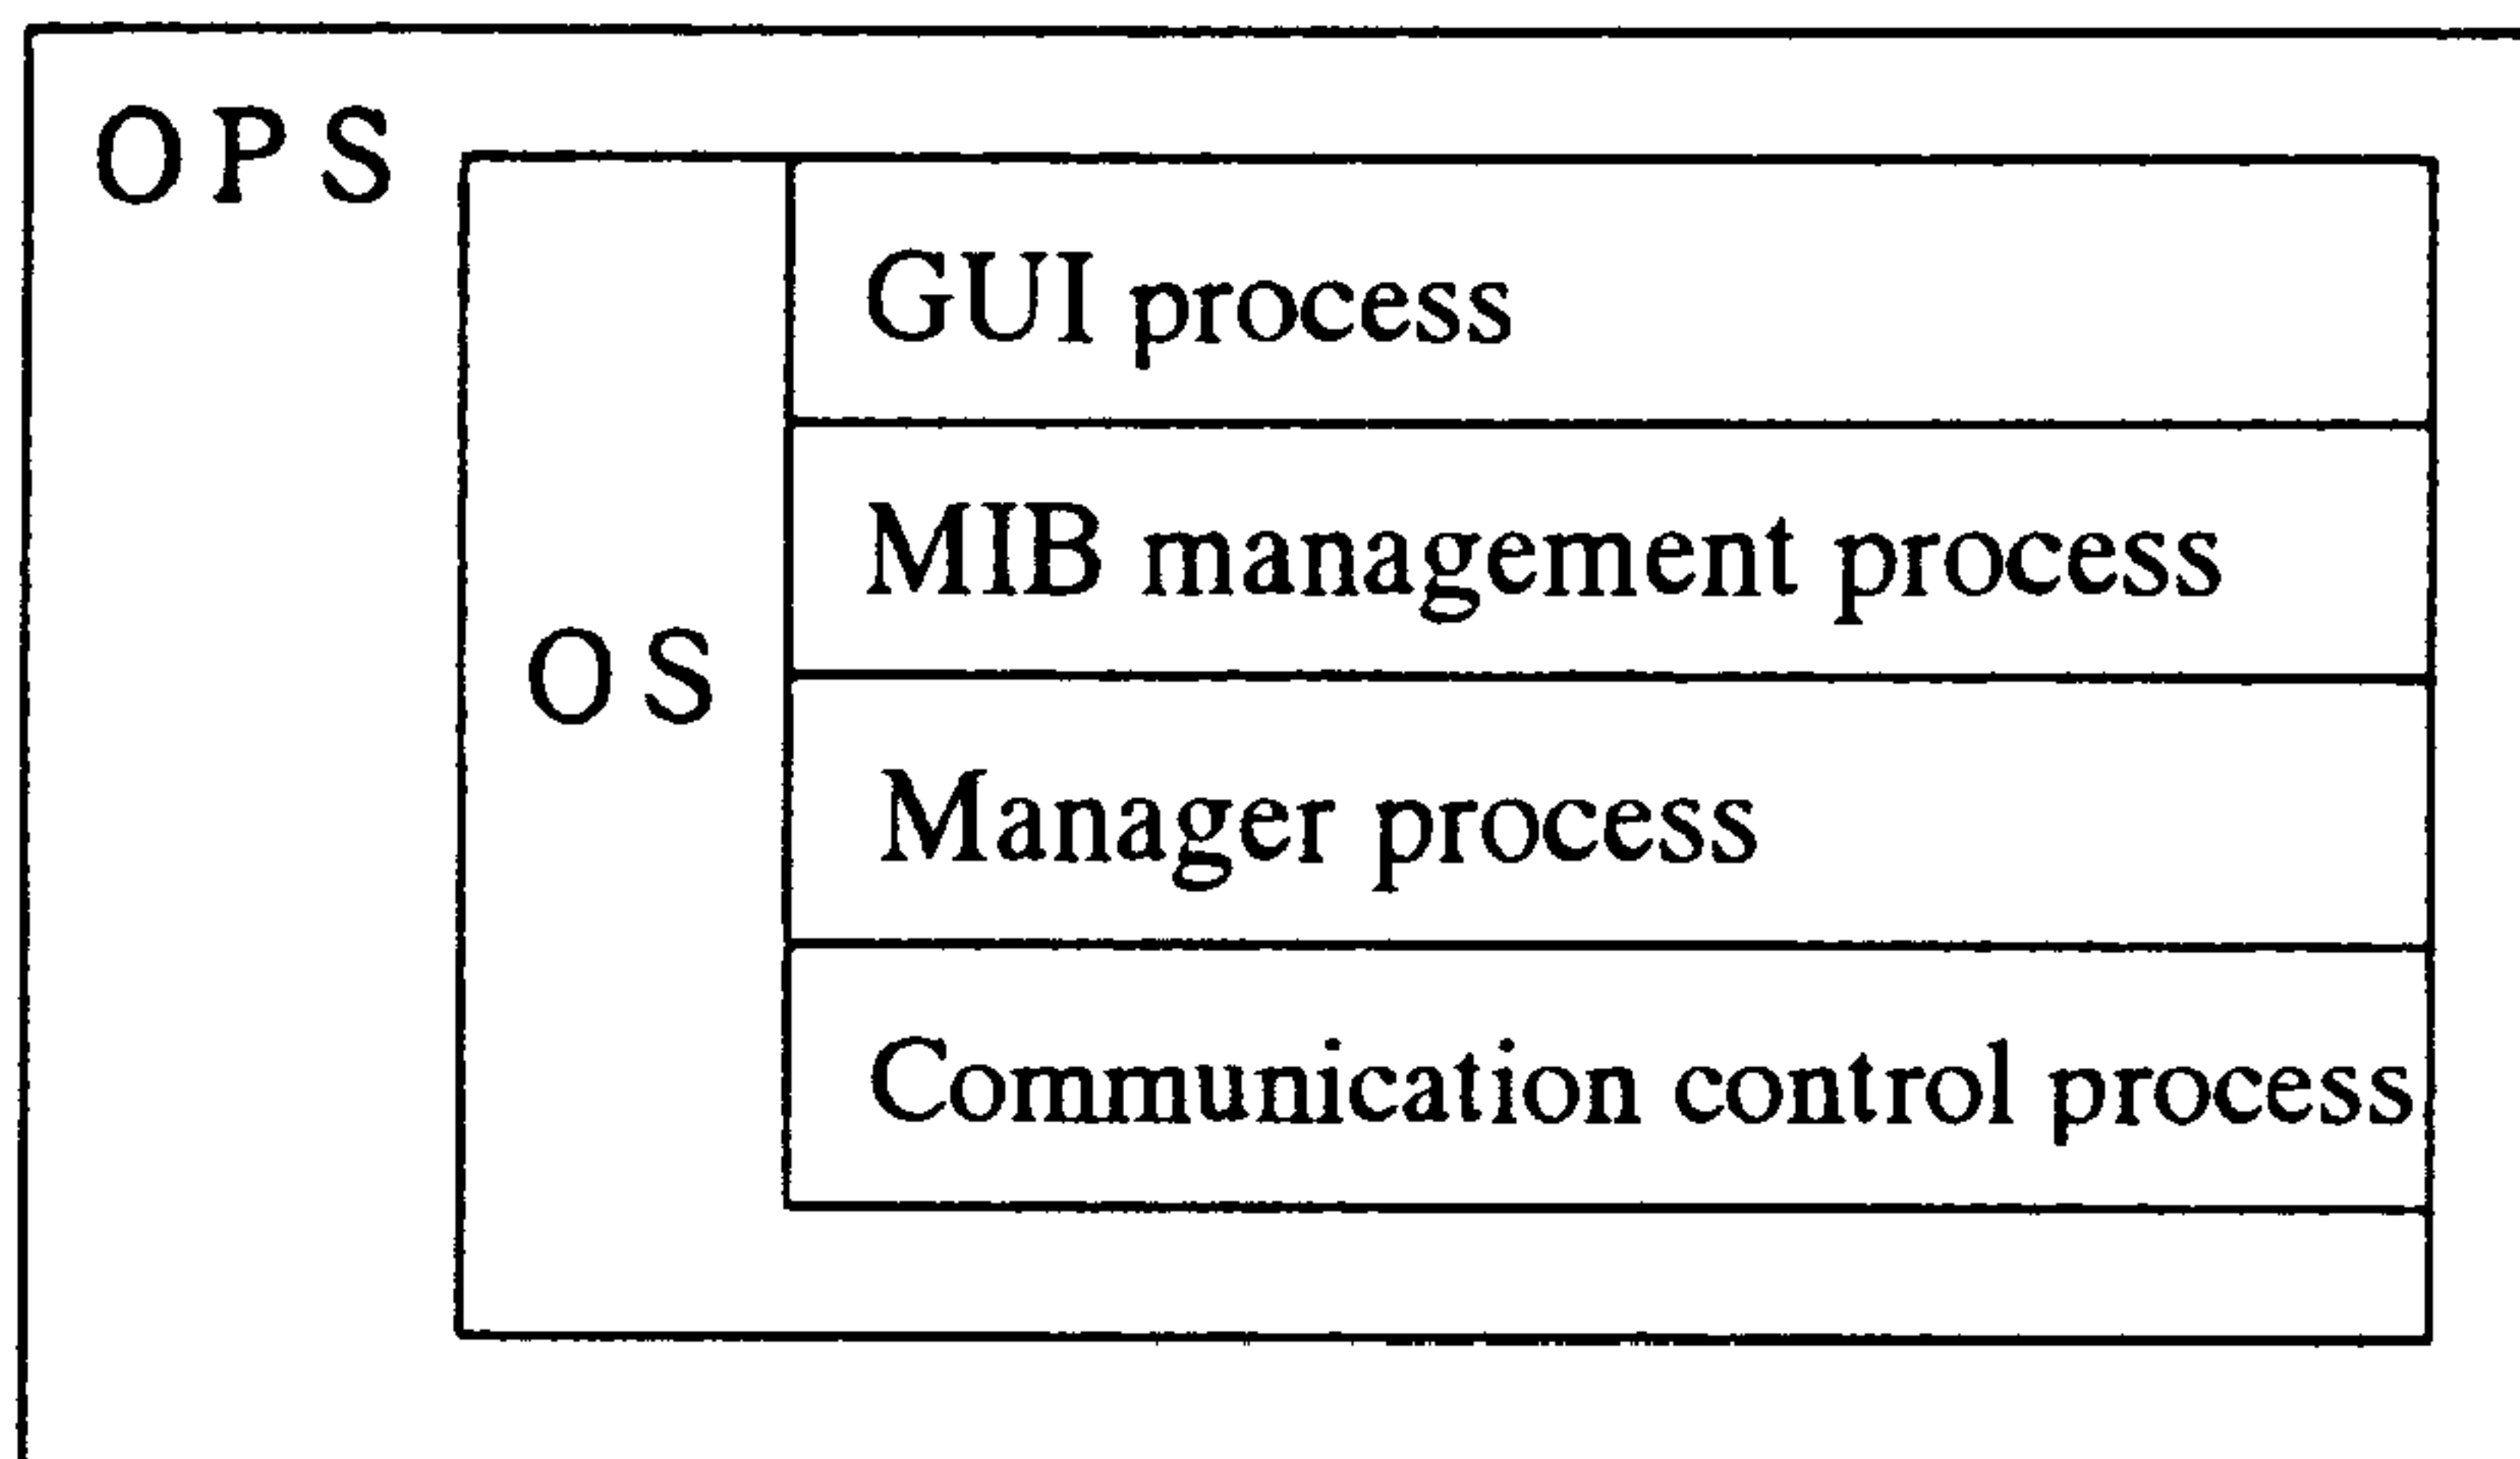 OPS
GUI process
MIB management process
OS
Manager process
Communication control process